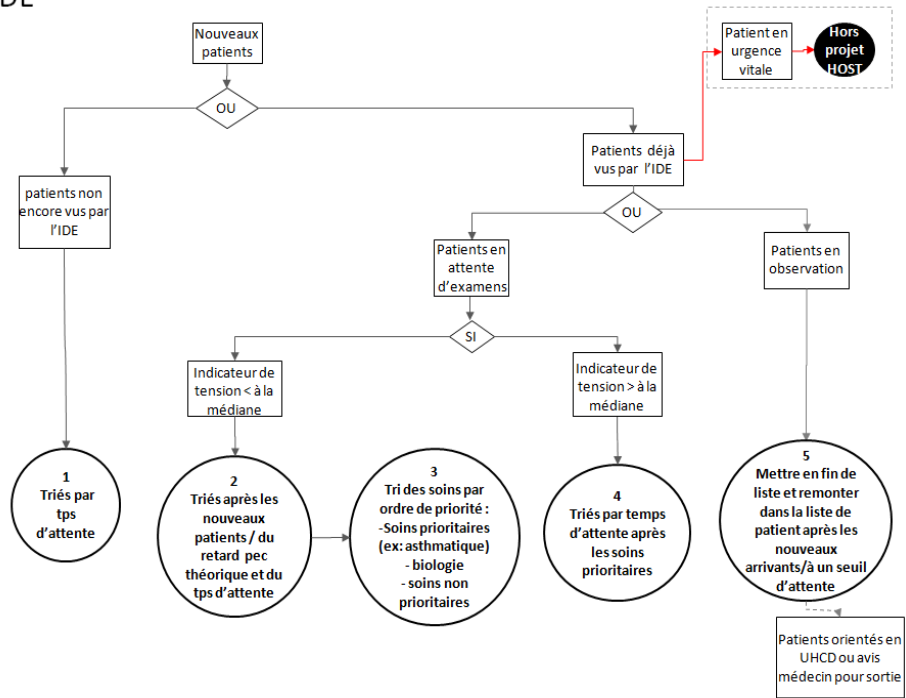 DE
Nouveaux
patients
Patient en
urgence
vitale
Hors
projet
HOST
OU
Patients déjà
vus par l'IDE
patients non
encore vus par
l'IDE
OU
Patients en
attente
d'examens
Patients en
observation
SI
Indicateur de
tension < à la
médiane
Indicateur de
tension > à la
médiane
1
Triés par
tps
d'attente
2
Triés après les
nouveaux
patients / du
retard pec
théorique et du
tps d'attente
3
Tri des soins par
ordre de priorité :
-Soins prioritaires
(ex: asthmatique)
- biologie
- soins non
prioritaires
4
Triés par temps
d'attente après
les soins
prioritaires
5
Mettre en fin de
liste et remonter
dans la liste de
patient après les
nouveaux
arrivants/à un seuil
d'attente
Patients orientés en
UHCD ou avis
médecin pour sortie